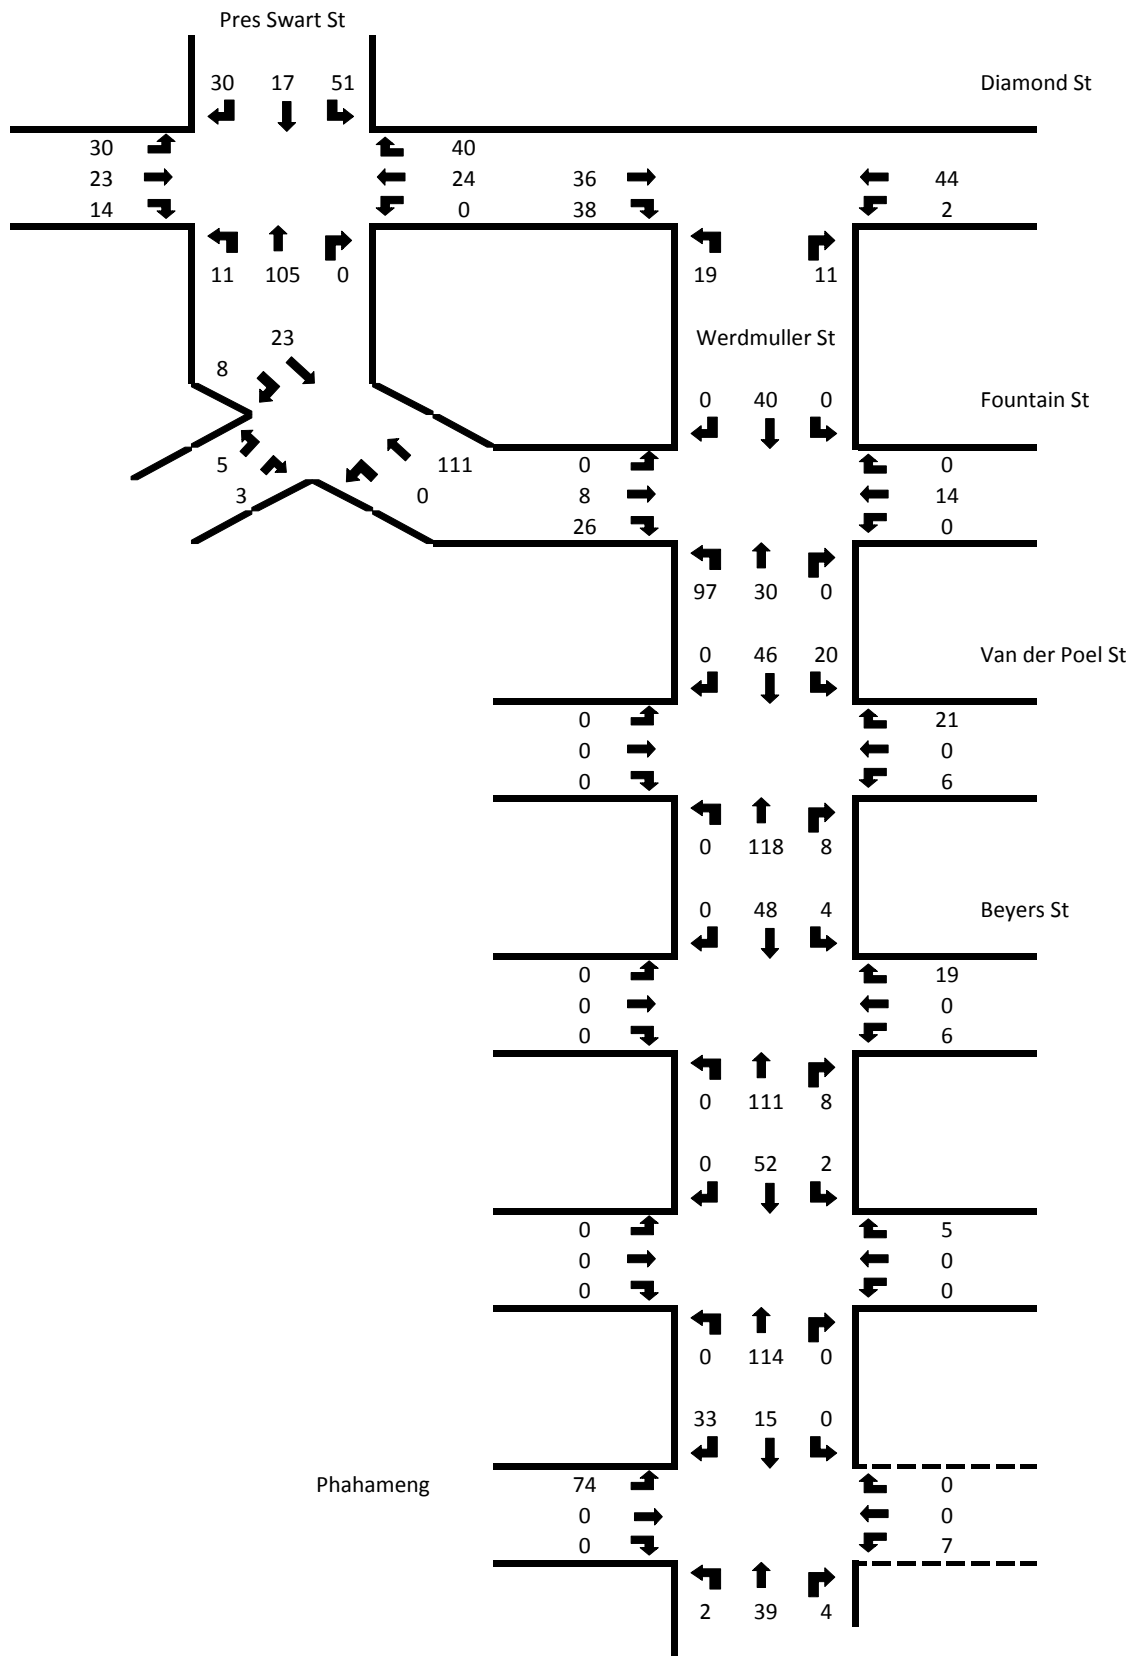 Pres Swart St
30 17 51 Diamond St
30 40
23 24 36 44
14 0 38 2
11 105 0 19 11
23 Werdmuller St
8
0 40 0 Fountain St
5 111 0 0
3 0 8 14
26 0
97 30 0
0 46 20 Van der Poel St
0 21
0 0
0 6
0 118 8
0 48 4 Beyers St
0 19
0 0
0 6
0 111 8
0 52 2
0 5
0 0
0 0
0 114 0
33 15 0
Phahameng 74 0
0 0
0 7
2 39 4